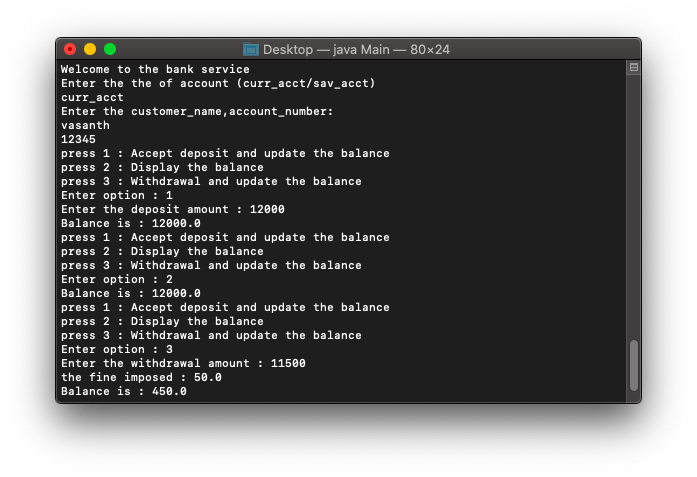 Desktop — java Main — 80×24
Welcome to the bank service
Enter the the of account (curr_acct/sav_acct)
curr_acct
Enter the customer_name,account_number:
vasanth
12345
press 1 : Accept deposit and update the balance
press 2 : Display the balance
press 3 : Withdrawal and update the balance
Enter option : 1
Enter the deposit amount : 12000
Balance is : 12000.0
press 1 : Accept deposit and update the balance
press 2 : Display the balance
press 3 : Withdrawal and update the balance
Enter option : 2
Balance is : 12000.0
press 1 : Accept deposit and update the balance
press 2 : Display the balance
press 3 : Withdrawal and update the balance
Enter option : 3
Enter the withdrawal amount : 11500
the fine imposed : 50.0
Balance is : 450.0